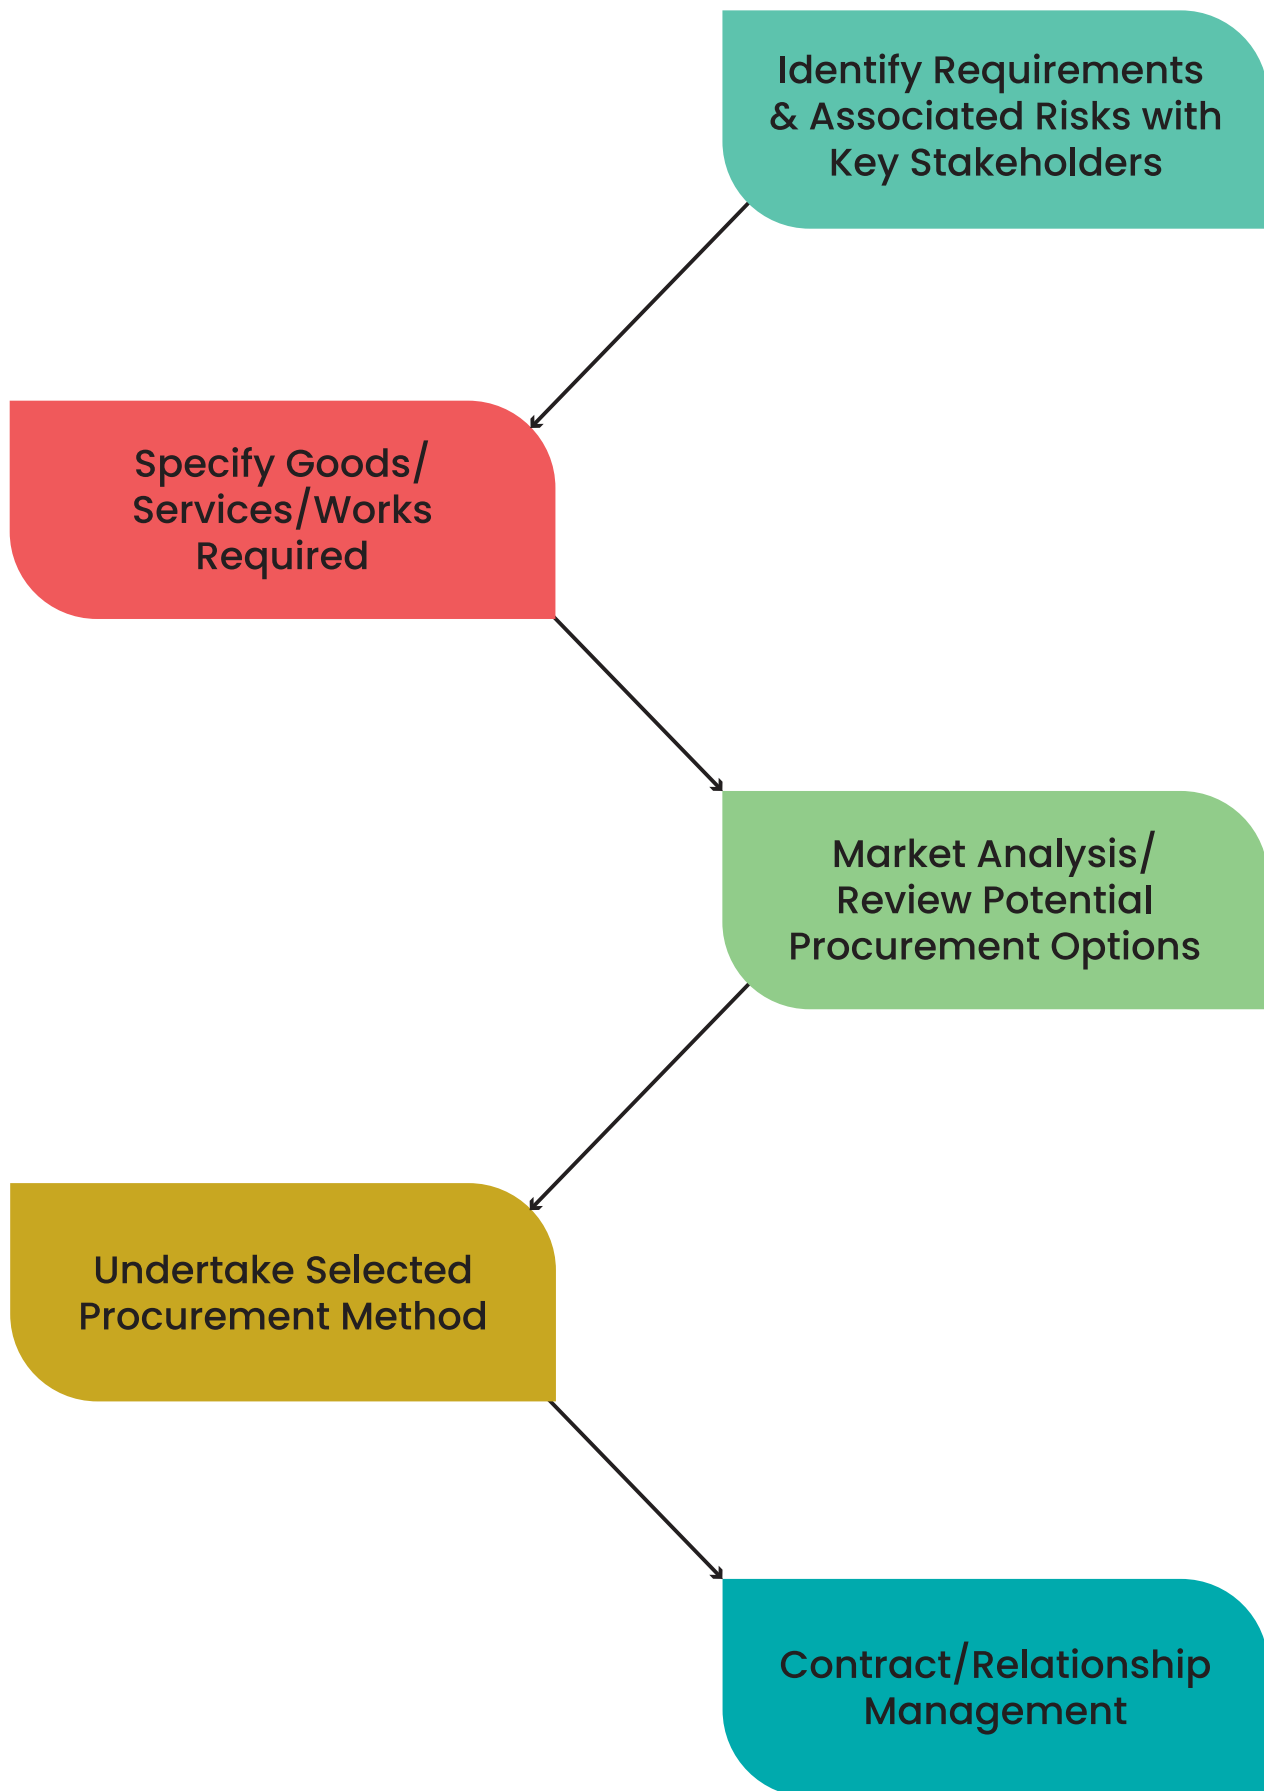 Identify Requirements
& Associated Risks with
Key Stakeholders
Specify Goods/
Services/Works
Required
Market Analysis/
Review Potential
Procurement Options
Undertake Selected
Procurement Method
Contract/Relationship
Management